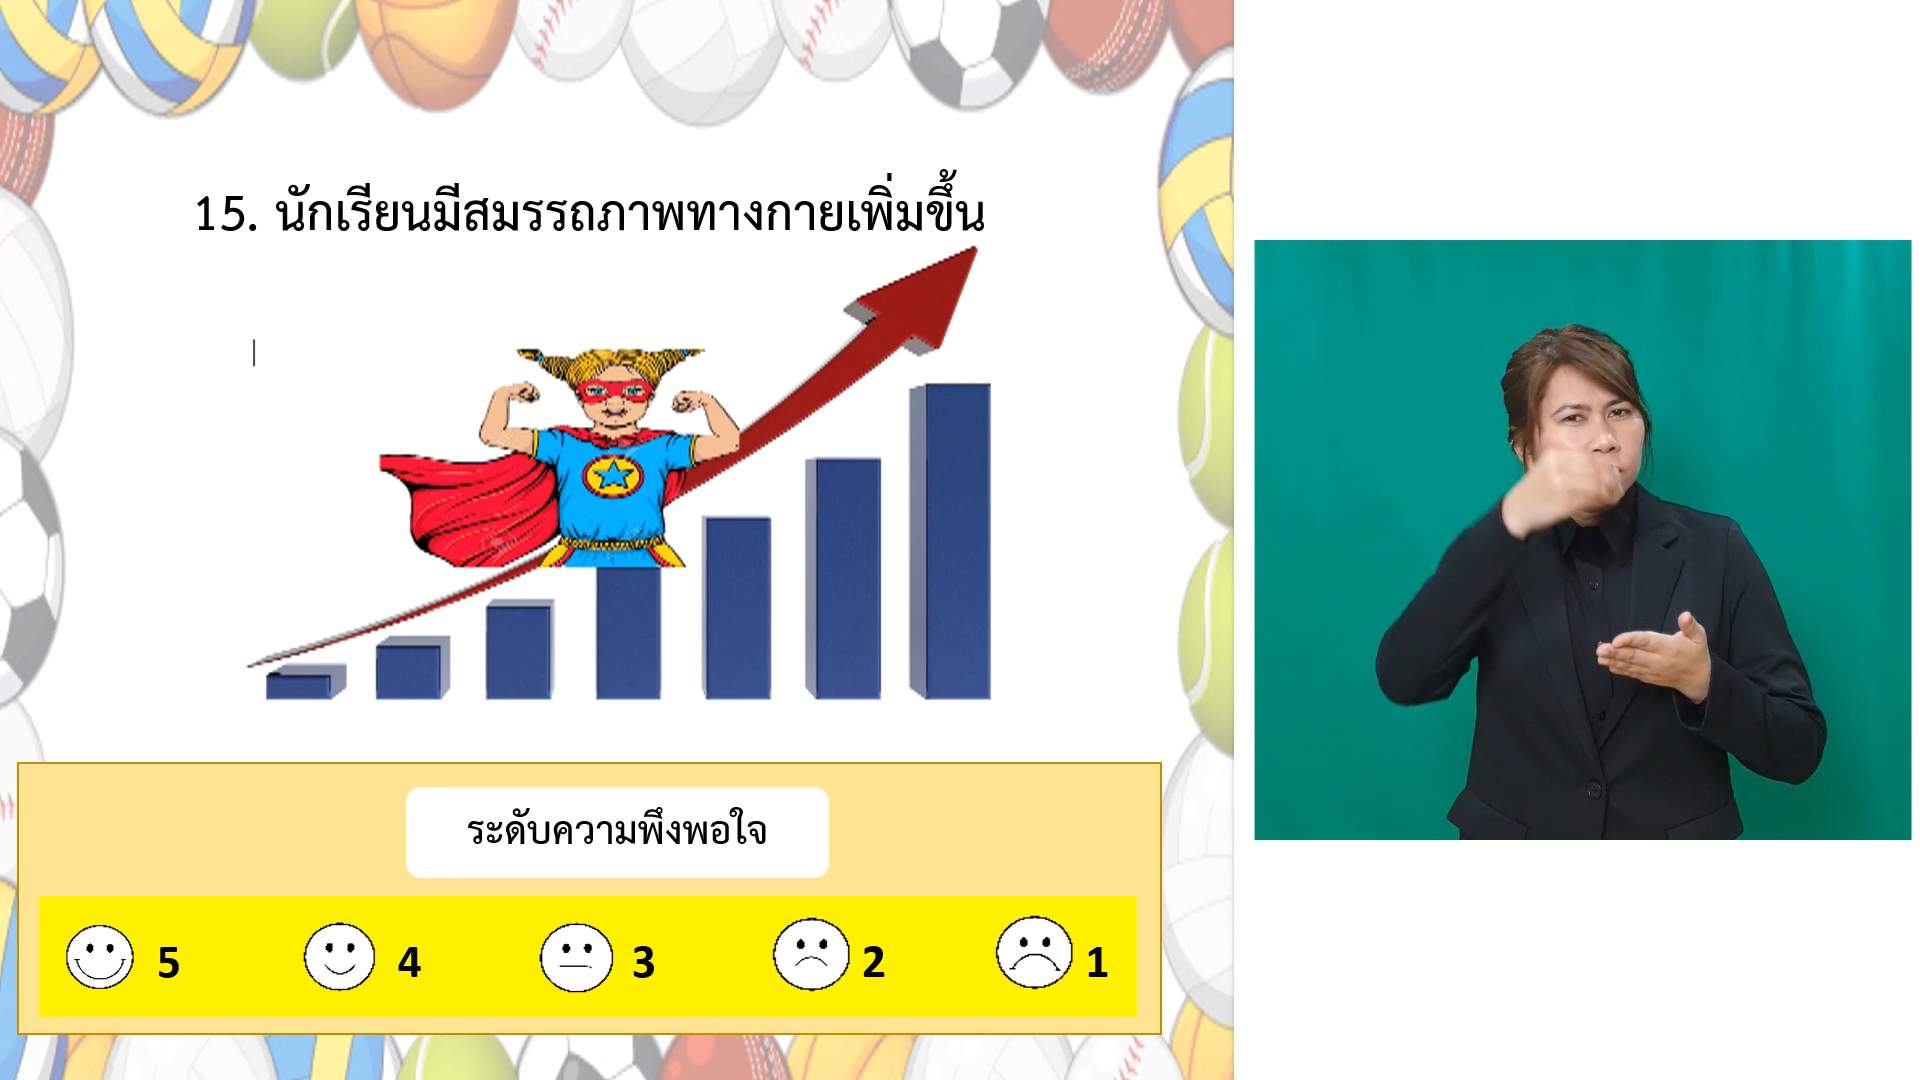 15. นักเรียนมีสมรรถภาพทางกายเพิ่มขึ้น
ระดับความพึงพอใจ
5 4 3 2 1